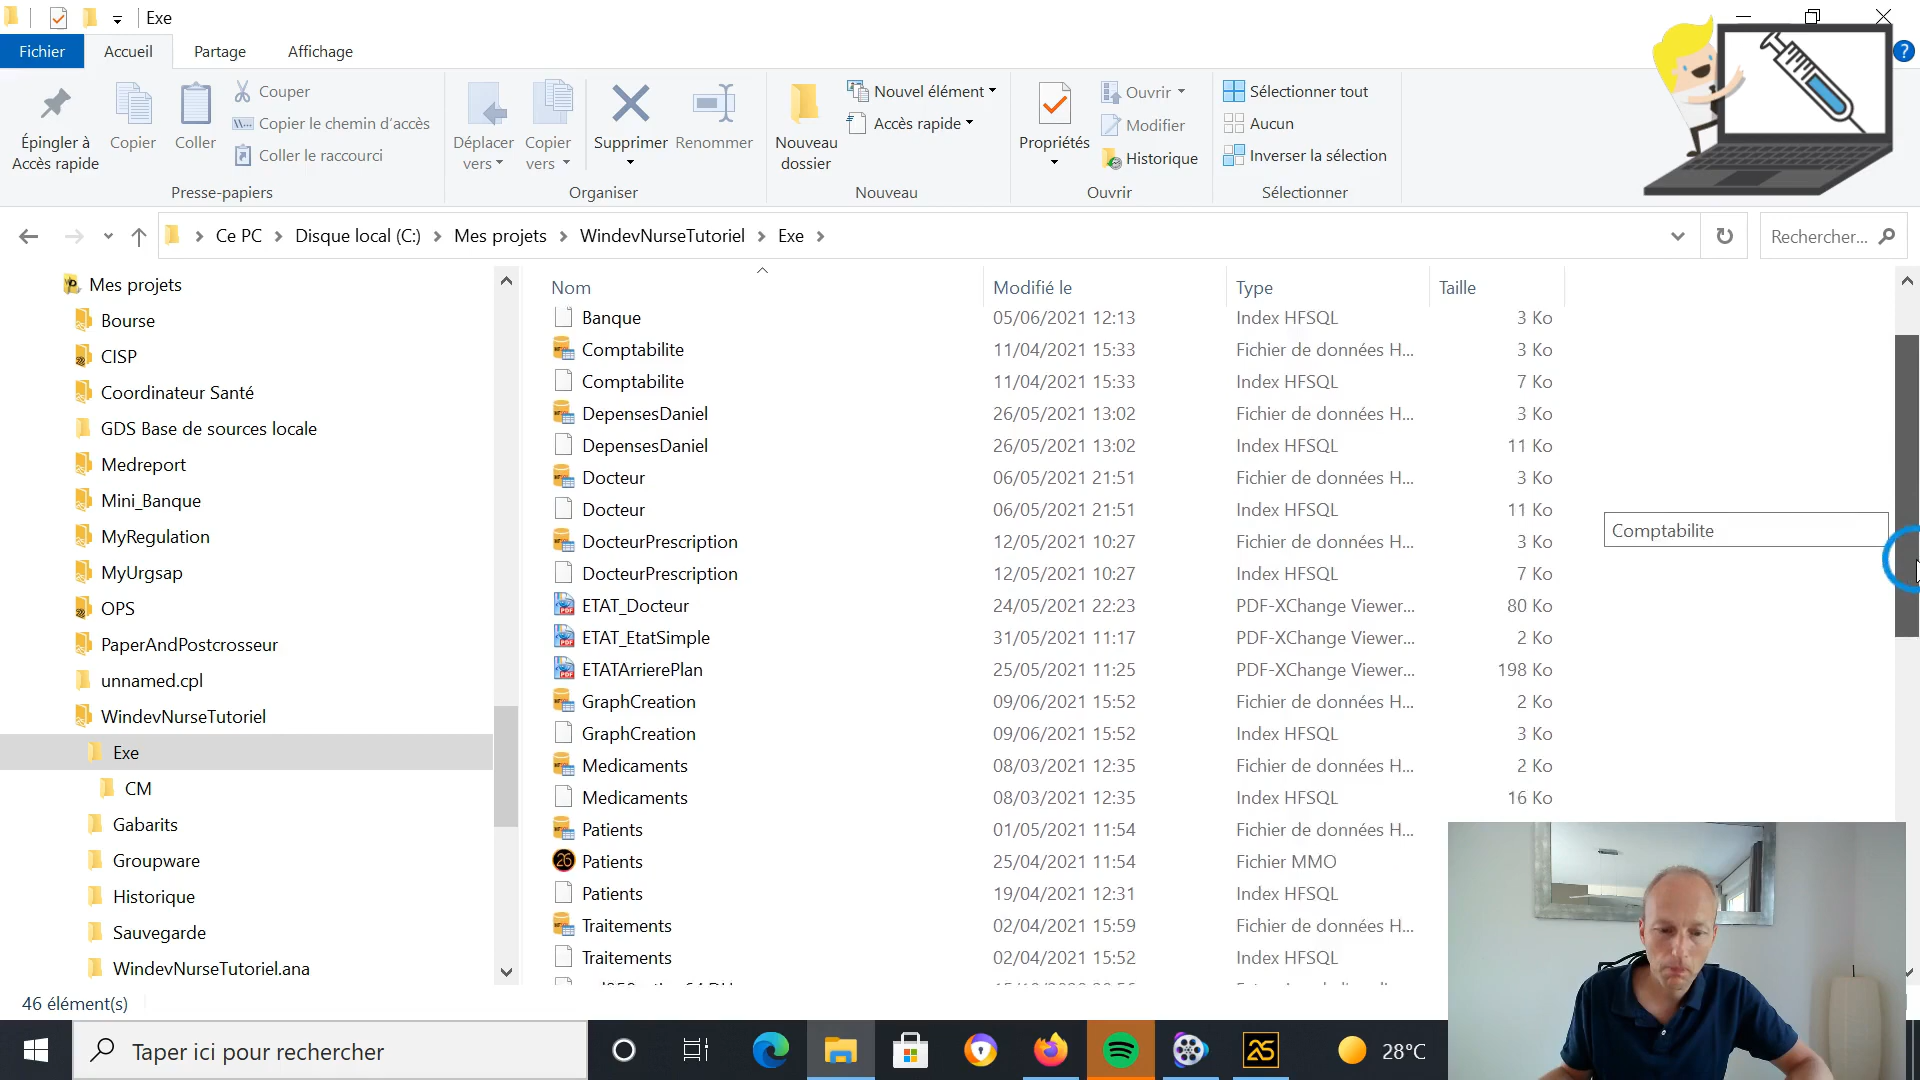 Exe
Fichier
Accueil
Partage
Affichage
?
Épingler à
Accès rapide
Copier
Coller
Couper
Copier le chemin d'accès
Coller le raccourci
Presse-papiers
Déplacer
vers
Copier
vers
Supprimer
Renommer
Organiser
Nouveau
dossier
Nouvel élément
Accès rapide
Nouveau
Propriétés
Ouvrir
Modifier
Historique
Ouvrir
Sélectionner tout
Aucun
Inverser la sélection
Sélectionner
Ce PC > Disque local (C:) > Mes projets > WindevNurseTutoriel > Exe >
Rechercher...
Mes projets
Bourse
CISP
Coordinateur Santé
GDS Base de sources locale
Medreport
Mini_Banque
MyRegulation
MyUrgsap
OPS
PaperAndPostcrosseur
unnamed.cpl
WindevNurseTutoriel
Exe
CM
Gabarits
Groupware
Historique
Sauvegarde
WindevNurseTutoriel.ana
Nom Modifié le Type Taille
Banque 05/06/2021 12:13 Index HFSQL 3 Ko
Comptabilite 11/04/2021 15:33 Fichier de données H... 3 Ko
Comptabilite 11/04/2021 15:33 Index HFSQL 7 Ko
DepensesDaniel 26/05/2021 13:02 Fichier de données H... 3 Ko
DepensesDaniel 26/05/2021 13:02 Index HFSQL 11 Ko
Docteur 06/05/2021 21:51 Fichier de données H... 3 Ko
Docteur 06/05/2021 21:51 Index HFSQL 11 Ko
DocteurPrescription 12/05/2021 10:27 Fichier de données H... 3 Ko
DocteurPrescription 12/05/2021 10:27 Index HFSQL 7 Ko
ETAT_Docteur 24/05/2021 22:23 PDF-XChange Viewer... 80 Ko
ETAT_EtatSimple 31/05/2021 11:17 PDF-XChange Viewer... 2 Ko
ETATArrierePlan 25/05/2021 11:25 PDF-XChange Viewer... 198 Ko
GraphCreation 09/06/2021 15:52 Fichier de données H... 2 Ko
GraphCreation 09/06/2021 15:52 Index HFSQL 3 Ko
Medicaments 08/03/2021 12:35 Fichier de données H... 2 Ko
Medicaments 08/03/2021 12:35 Index HFSQL 16 Ko
Patients 01/05/2021 11:54 Fichier de données H...
26 Patients 25/04/2021 11:54 Fichier MMO
Patients 19/04/2021 12:31 Index HFSQL
Traitements 02/04/2021 15:59 Fichier de données H...
Traitements 02/04/2021 15:52 Index HFSQL
Comptabilite
46 élément(s)
Taper ici pour rechercher
25
28°C